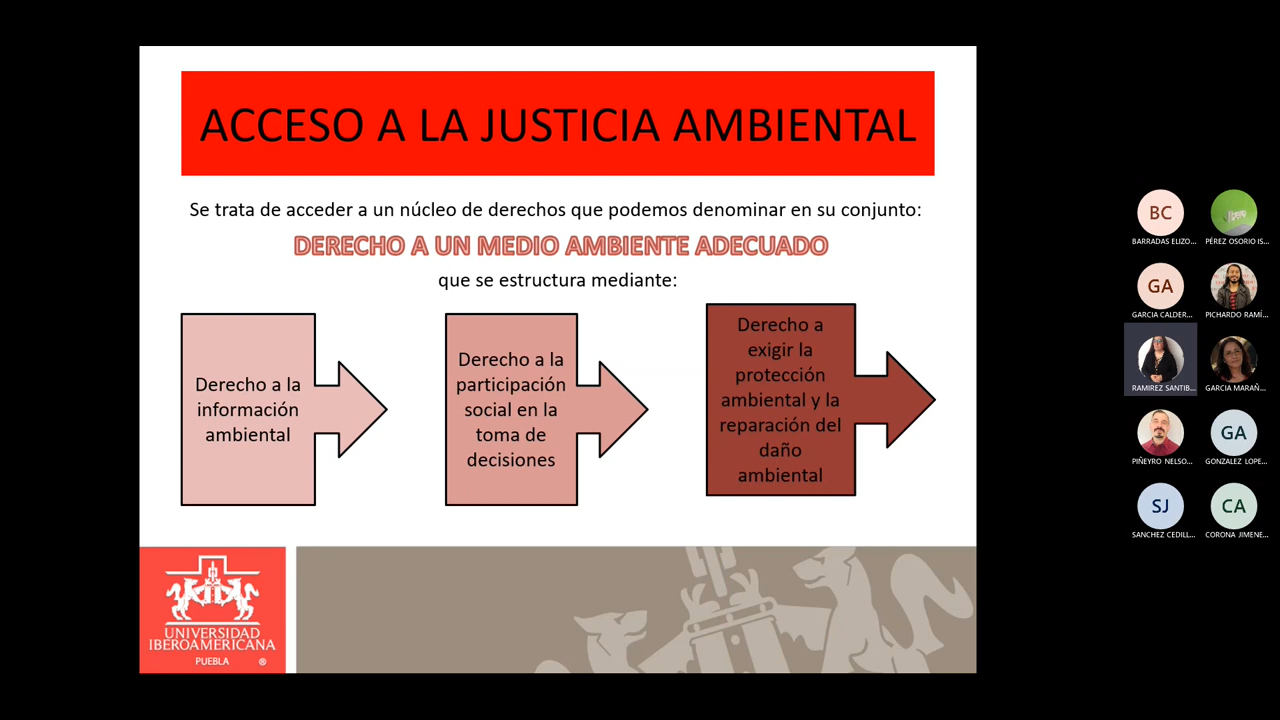 ACCESO A LA JUSTICIA AMBIENTAL
Se trata de acceder a un núcleo de derechos que podemos denominar en su conjunto:
DERECHO A UN MEDIO AMBIENTE ADECUADO
que se estructura mediante:
Derecho a la
información
ambiental
Derecho a la
participación
social en la
toma de
decisiones
Derecho a
exigir la
protección
ambiental y la
reparación del
daño
ambiental
UNIVERSIDAD
IBEROAMERICANA
PUEBLA ®
BC
BARRADAS ELIZO...
PÉREZ OSORIO IS...
GA
GARCIA CALDER...
PICHARDO RAMÍ...
RAMIREZ SANTIB...
GARCIA MARAÑ...
PIÑEYRO NELSO...
GA
GONZALEZ LOPE...
SJ
SANCHEZ CEDILL...
CA
CORONA JIMENE...